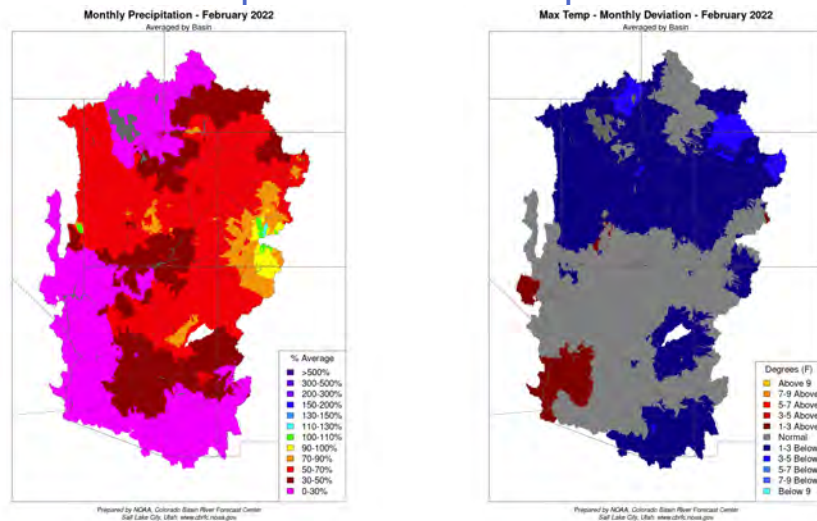 Monthly Precipitation - February 2022
Averaged by Basin
% Average
>500%
300-500%
200-300%
150-200%
130-150%
110-130%
100-110%
90-100%
70-90%
50-70%
30-50%
0-30%
Prepared by NOAA, Colorado Basin River Forecast Center
Salt Lake City, Utah www.cbrfc.noaa.gov
Max Temp - Monthly Deviation - February 2022
Averaged by Basin
Degrees (F)
Above 9
7-9 Above
5-7 Above
3-5 Above
1-3 Above
Normal
1-3 Below
3-5 Below
5-7 Below
7-9 Below
Below 9
Prepared by NOAA, Colorado Basin River Forecast Center
Salt Lake City, Utah www.cbrfc.noaa.gov